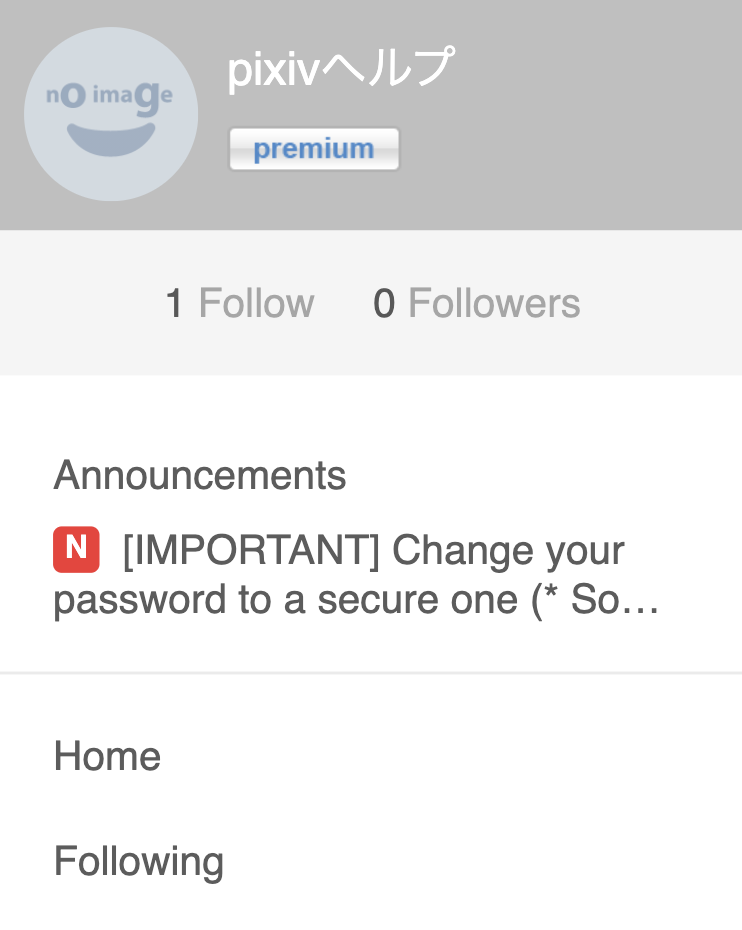 nO image
pixivヘルプ
premium
1 Follow 0 Followers
Announcements
N [IMPORTANT] Change your
password to a secure one (* So…
Home
Following